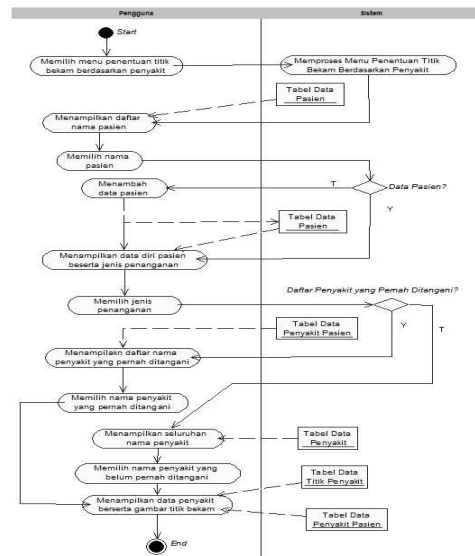 Pengguna
Sistem
Start
Memilih menu penentuan titik
bekam berdasarkan penyakit
Memproses Menu Penentuan Titik
Bekam Berdasarkan Penyakit
Tabel Data
Pasien
Menampilkan daftar
nama pasien
Memilih nama
pasien
Menambah
data pasien
T
Data Pasien?
Y
Tabel Data
Pasien
Menampilkan data diri pasien
beserta jenis penanganan
Daftar Penyakit yang Pernah Ditangani?
Memilih jenis
penanganan
Y
T
Tabel Data
Penyakit Pasien
Menampilakn daftar nama
penyakit yang pernah ditangani
Memilih nama penyakit
yang pernah ditangani
Menampilkan seluruhan
nama penyakit
Tabel Data
Penyakit
Memilih nama penyakit yang
belum pernah ditangani
Tabel Data
Titik Penyakit
Menampilkan data penyakit
berserta gambar titik bekam
Tabel Data
Penyakit Pasien
End